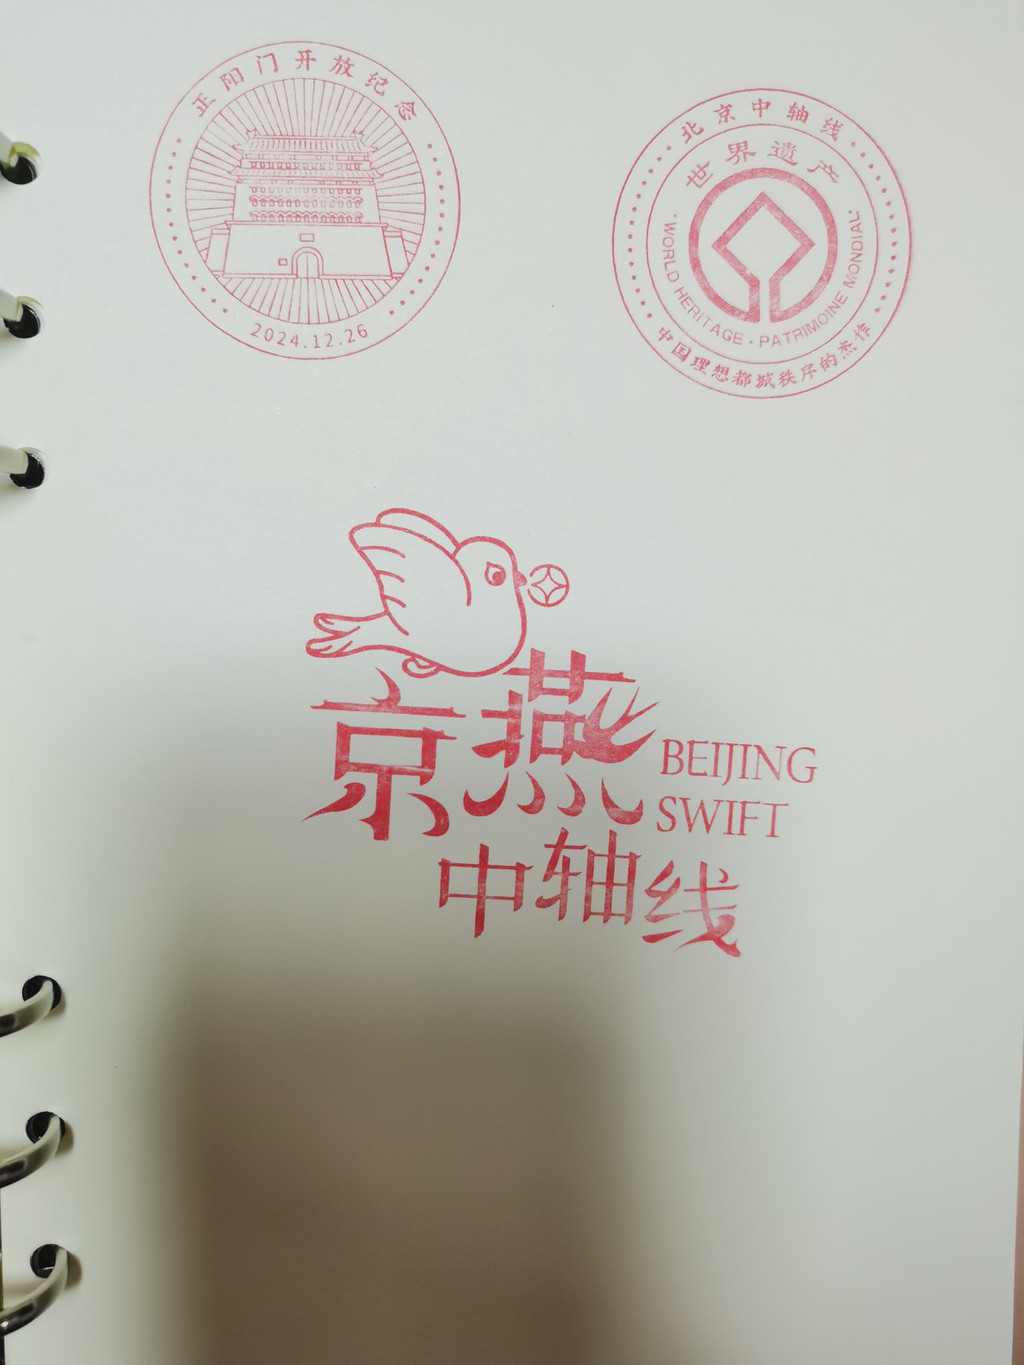 正阳门开放纪念
2024.12.26
北京中轴线
世界遗产
WORLD HERITAGE · PATRIMOINE MONDIAL
中国理想都城秩序的杰作
京燕
BEIJING
SWIFT
中轴线